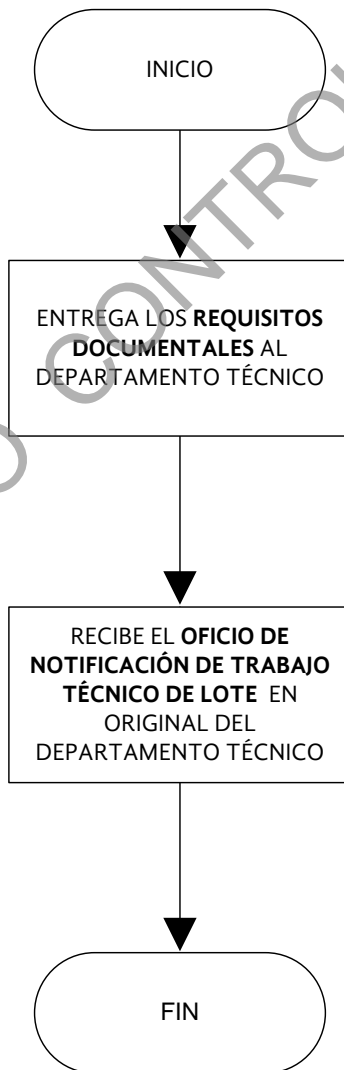 INICIO
ENTREGA LOS REQUISITOS
DOCUMENTALES AL
DEPARTAMENTO TÉCNICO
RECIBE EL OFICIO DE
NOTIFICACIÓN DE TRABAJO
TÉCNICO DE LOTE EN
ORIGINAL DEL
DEPARTAMENTO TÉCNICO
FIN